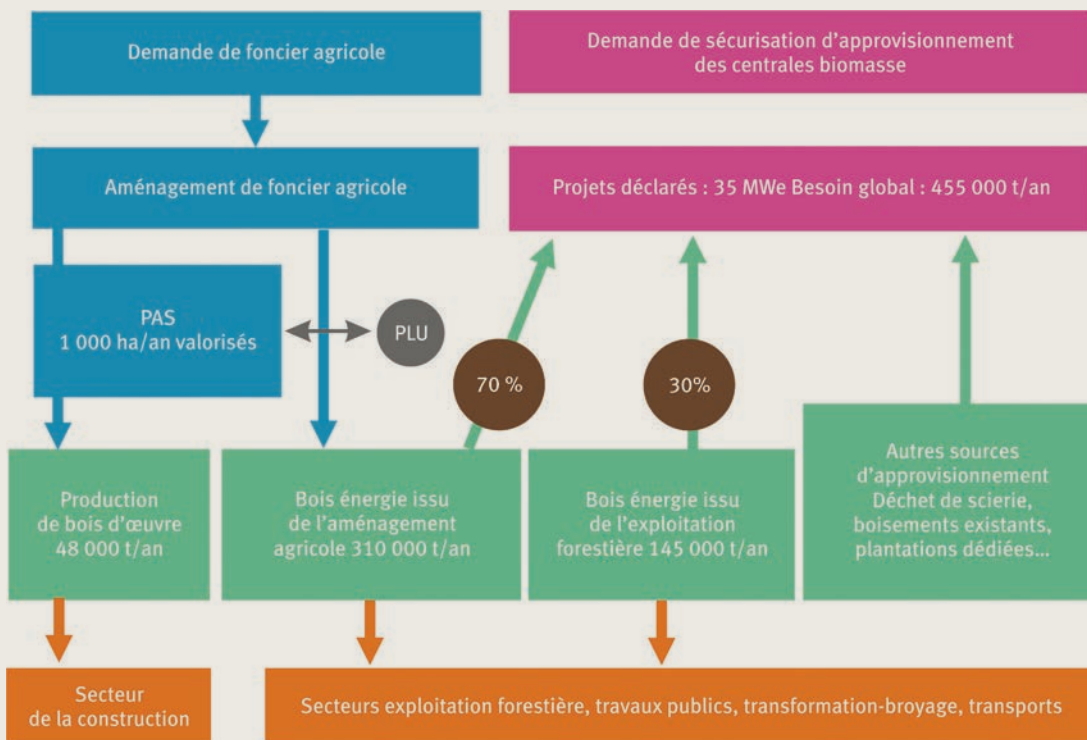 Demande de foncier agricole
Demande de sécurisation d’approvisionnement
des centrales biomasse
Aménagement de foncier agricole
Projets déclarés : 35 MWe Besoin global : 455 000 t/an
PAS
1 000 ha/an valorisés
PLU
70 %
30%
Production
de bois d’œuvre
48 000 t/an
Bois énergie issu
de l’aménagement
agricole 310 000 t/an
Bois énergie issu
de l’exploitation
forestière 145 000 t/an
Autres sources
d’approvisionnement
Déchet de scierie,
boisements existants,
plantations dédiées...
Secteur
de la construction
Secteurs exploitation forestière, travaux publics, transformation-broyage, transports